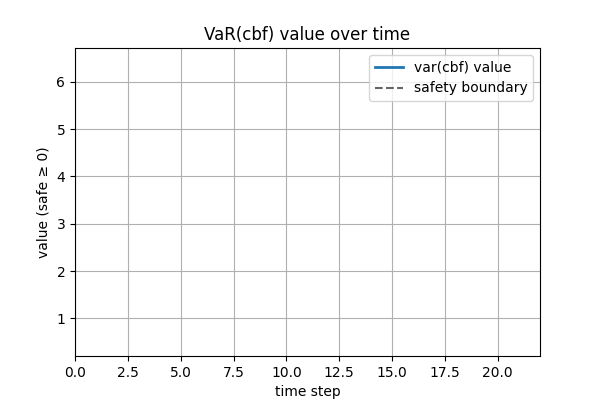 VaR(cbf) value over time
var(cbf) value
safety boundary
value (safe ≥ 0)
6
5
4
3
2
1
0.0 2.5 5.0 7.5 10.0 12.5 15.0 17.5 20.0
time step